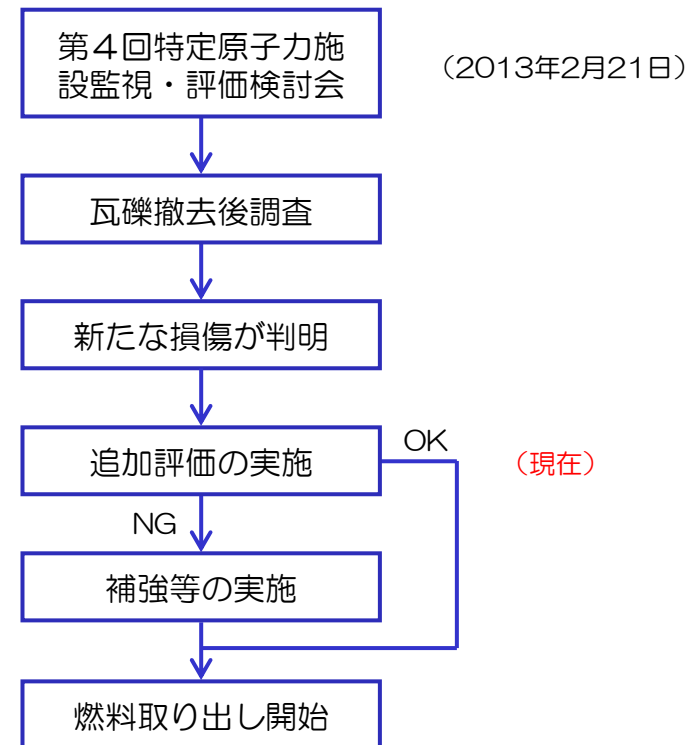 第４回特定原子力施
設監視・評価検討会
（2013年2月21日）
瓦礫撤去後調査
新たな損傷が判明
追加評価の実施
OK
（現在）
NG
補強等の実施
燃料取り出し開始